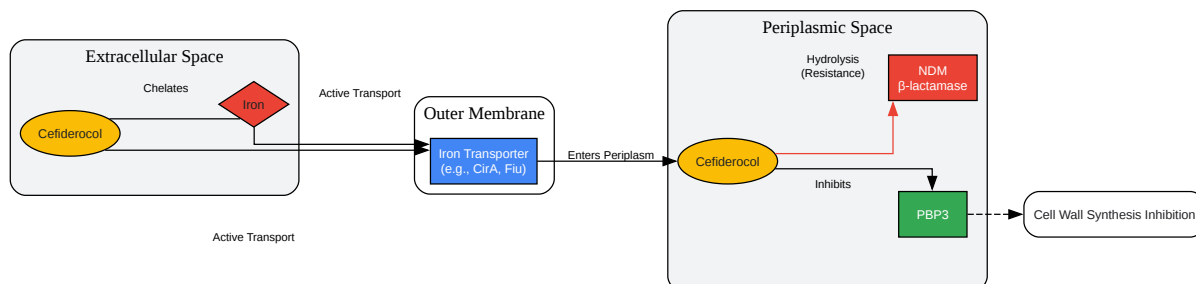 Extracellular Space
Chelates
Iron
Cefiderocol
Active Transport
Active Transport
Outer Membrane
Iron Transporter
(e.g., CirA, Fiu)
Enters Periplasm
Periplasmic Space
Hydrolysis
(Resistance)
NDM
β-lactamase
Cefiderocol
Inhibits
PBP3
Cell Wall Synthesis Inhibition